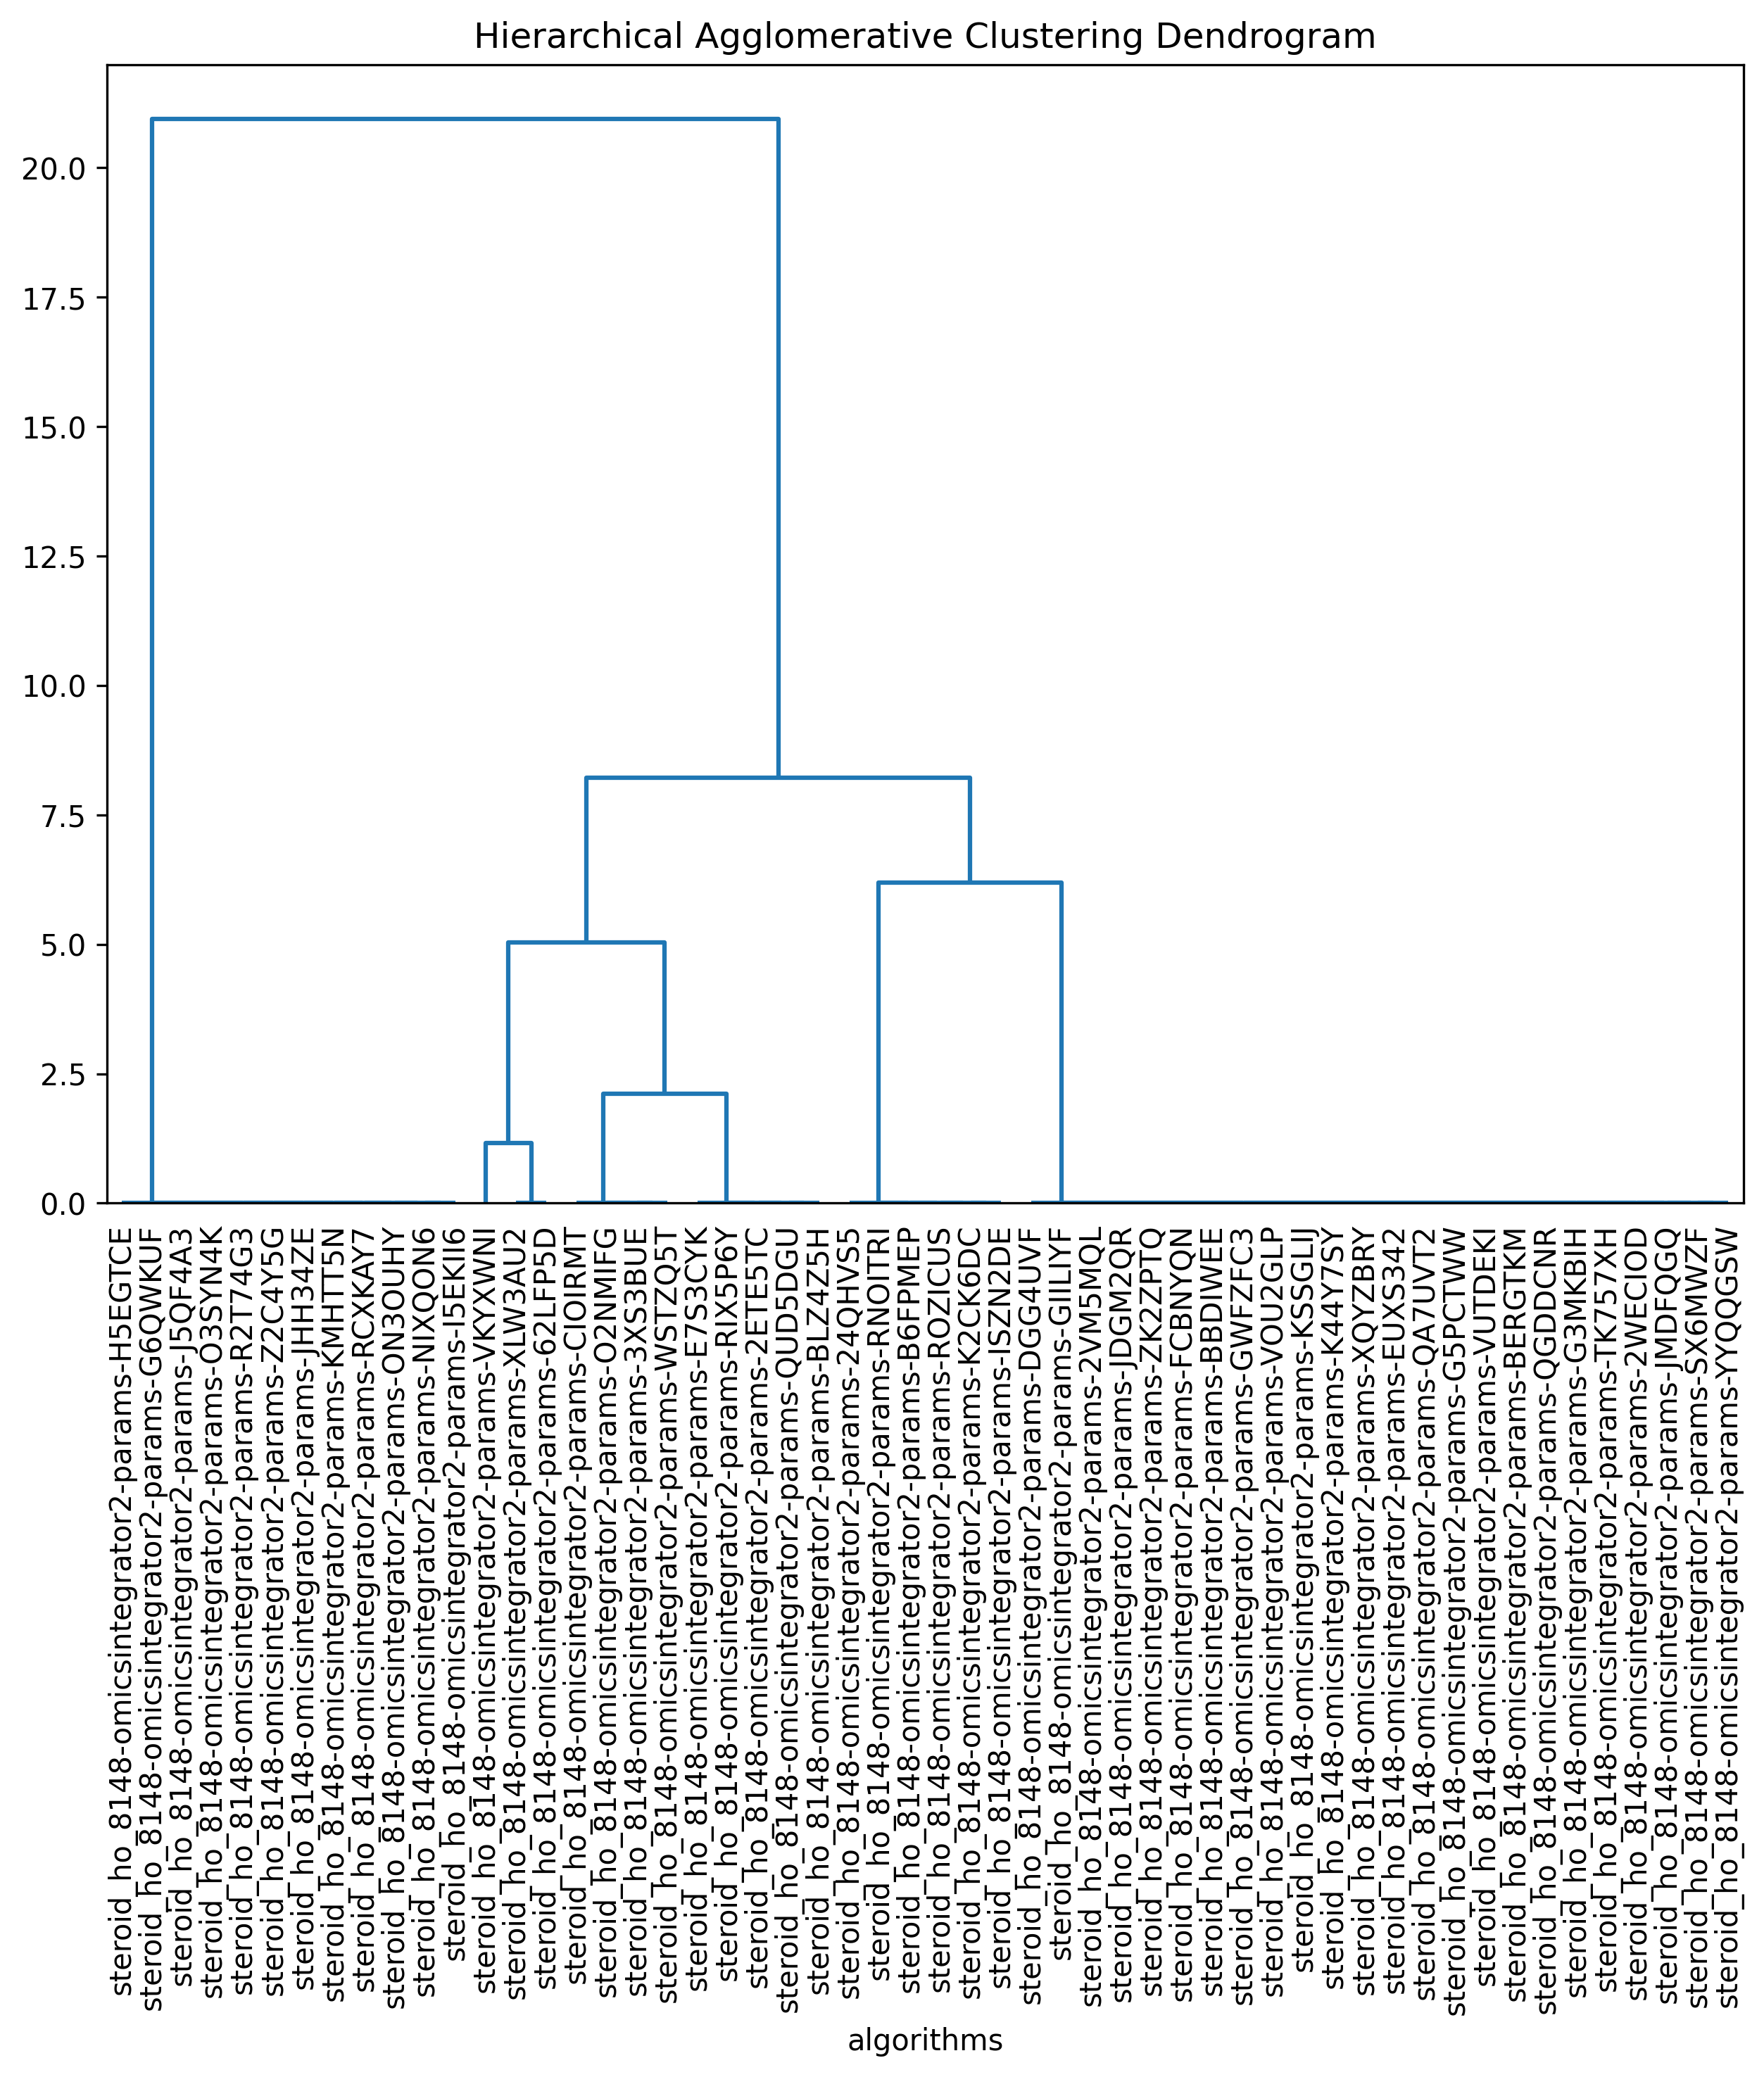 Hierarchical Agglomerative Clustering Dendrogram
20.0
17.5
15.0
12.5
10.0
7.5
5.0
2.5
0.0
steroid_ho_8148-omicsintegrator2-params-H5EGTCE
steroid_ho_8148-omicsintegrator2-params-G6QWKUF
steroid_ho_8148-omicsintegrator2-params-J5QF4A3
steroid_ho_8148-omicsintegrator2-params-O3SYN4K
steroid_ho_8148-omicsintegrator2-params-R2T74G3
steroid_ho_8148-omicsintegrator2-params-Z2C4Y5G
steroid_ho_8148-omicsintegrator2-params-JHH34ZE
steroid_ho_8148-omicsintegrator2-params-KMHTT5N
steroid_ho_8148-omicsintegrator2-params-RCXKAY7
steroid_ho_8148-omicsintegrator2-params-ON3OUHY
steroid_ho_8148-omicsintegrator2-params-NIXQON6
steroid_ho_8148-omicsintegrator2-params-I5EKII6
steroid_ho_8148-omicsintegrator2-params-VKYXWNI
steroid_ho_8148-omicsintegrator2-params-XLW3AU2
steroid_ho_8148-omicsintegrator2-params-62LFP5D
steroid_ho_8148-omicsintegrator2-params-CIOIRMT
steroid_ho_8148-omicsintegrator2-params-O2NMIFG
steroid_ho_8148-omicsintegrator2-params-3XS3BUE
steroid_ho_8148-omicsintegrator2-params-WSTZQ5T
steroid_ho_8148-omicsintegrator2-params-E7S3CYK
steroid_ho_8148-omicsintegrator2-params-RIX5P6Y
steroid_ho_8148-omicsintegrator2-params-2ETE5TC
steroid_ho_8148-omicsintegrator2-params-QUD5DGU
steroid_ho_8148-omicsintegrator2-params-BLZ4Z5H
steroid_ho_8148-omicsintegrator2-params-24QHVS5
steroid_ho_8148-omicsintegrator2-params-RNOITRI
steroid_ho_8148-omicsintegrator2-params-B6FPMEP
steroid_ho_8148-omicsintegrator2-params-ROZICUS
steroid_ho_8148-omicsintegrator2-params-K2CK6DC
steroid_ho_8148-omicsintegrator2-params-ISZN2DE
steroid_ho_8148-omicsintegrator2-params-DGG4UVF
steroid_ho_8148-omicsintegrator2-params-GIILIYF
steroid_ho_8148-omicsintegrator2-params-2VM5MQL
steroid_ho_8148-omicsintegrator2-params-JDGM2QR
steroid_ho_8148-omicsintegrator2-params-ZK2ZPTQ
steroid_ho_8148-omicsintegrator2-params-FCBNYQN
steroid_ho_8148-omicsintegrator2-params-BBDIWEE
steroid_ho_8148-omicsintegrator2-params-GWFZFC3
steroid_ho_8148-omicsintegrator2-params-VOU2GLP
steroid_ho_8148-omicsintegrator2-params-KSSGLIJ
steroid_ho_8148-omicsintegrator2-params-K44Y7SY
steroid_ho_8148-omicsintegrator2-params-XQYZBRY
steroid_ho_8148-omicsintegrator2-params-EUXS342
steroid_ho_8148-omicsintegrator2-params-QA7UVT2
steroid_ho_8148-omicsintegrator2-params-G5PCTWW
steroid_ho_8148-omicsintegrator2-params-VUTDEKI
steroid_ho_8148-omicsintegrator2-params-BERGTKM
steroid_ho_8148-omicsintegrator2-params-QGDDCNR
steroid_ho_8148-omicsintegrator2-params-G3MKBIH
steroid_ho_8148-omicsintegrator2-params-TK757XH
steroid_ho_8148-omicsintegrator2-params-2WECIOD
steroid_ho_8148-omicsintegrator2-params-JMDFQGQ
steroid_ho_8148-omicsintegrator2-params-SX6MWZF
steroid_ho_8148-omicsintegrator2-params-YYQQGSW
algorithms